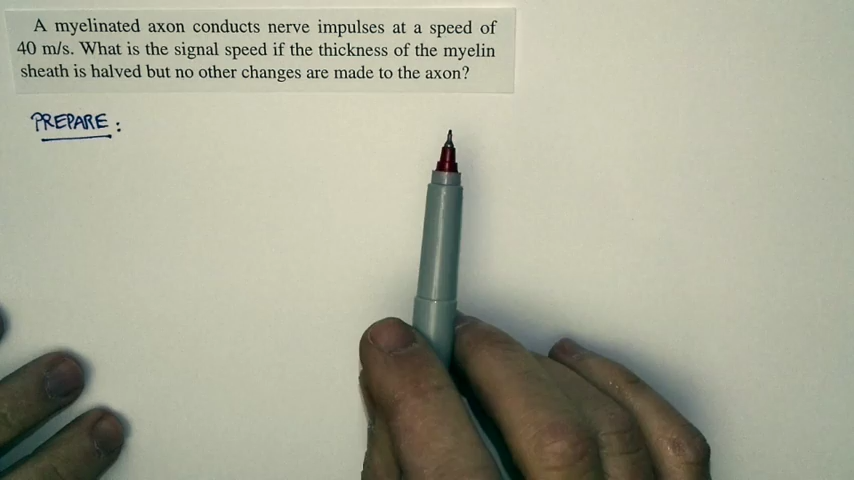 A myelinated axon conducts nerve impulses at a speed of
40 m/s. What is the signal speed if the thickness of the myelin
sheath is halved but no other changes are made to the axon?
PREPARE: